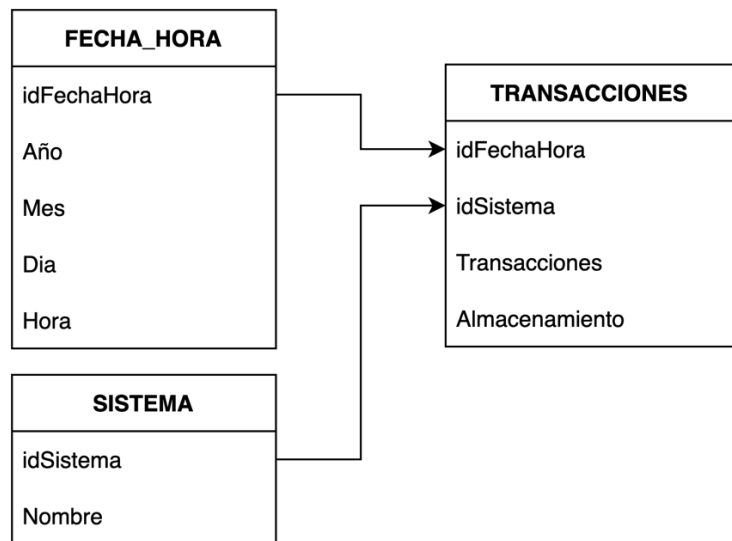 FECHA_HORA
idFechaHora
Año
Mes
Dia
Hora
TRANSACCIONES
idFechaHora
idSistema
Transacciones
Almacenamiento
SISTEMA
idSistema
Nombre